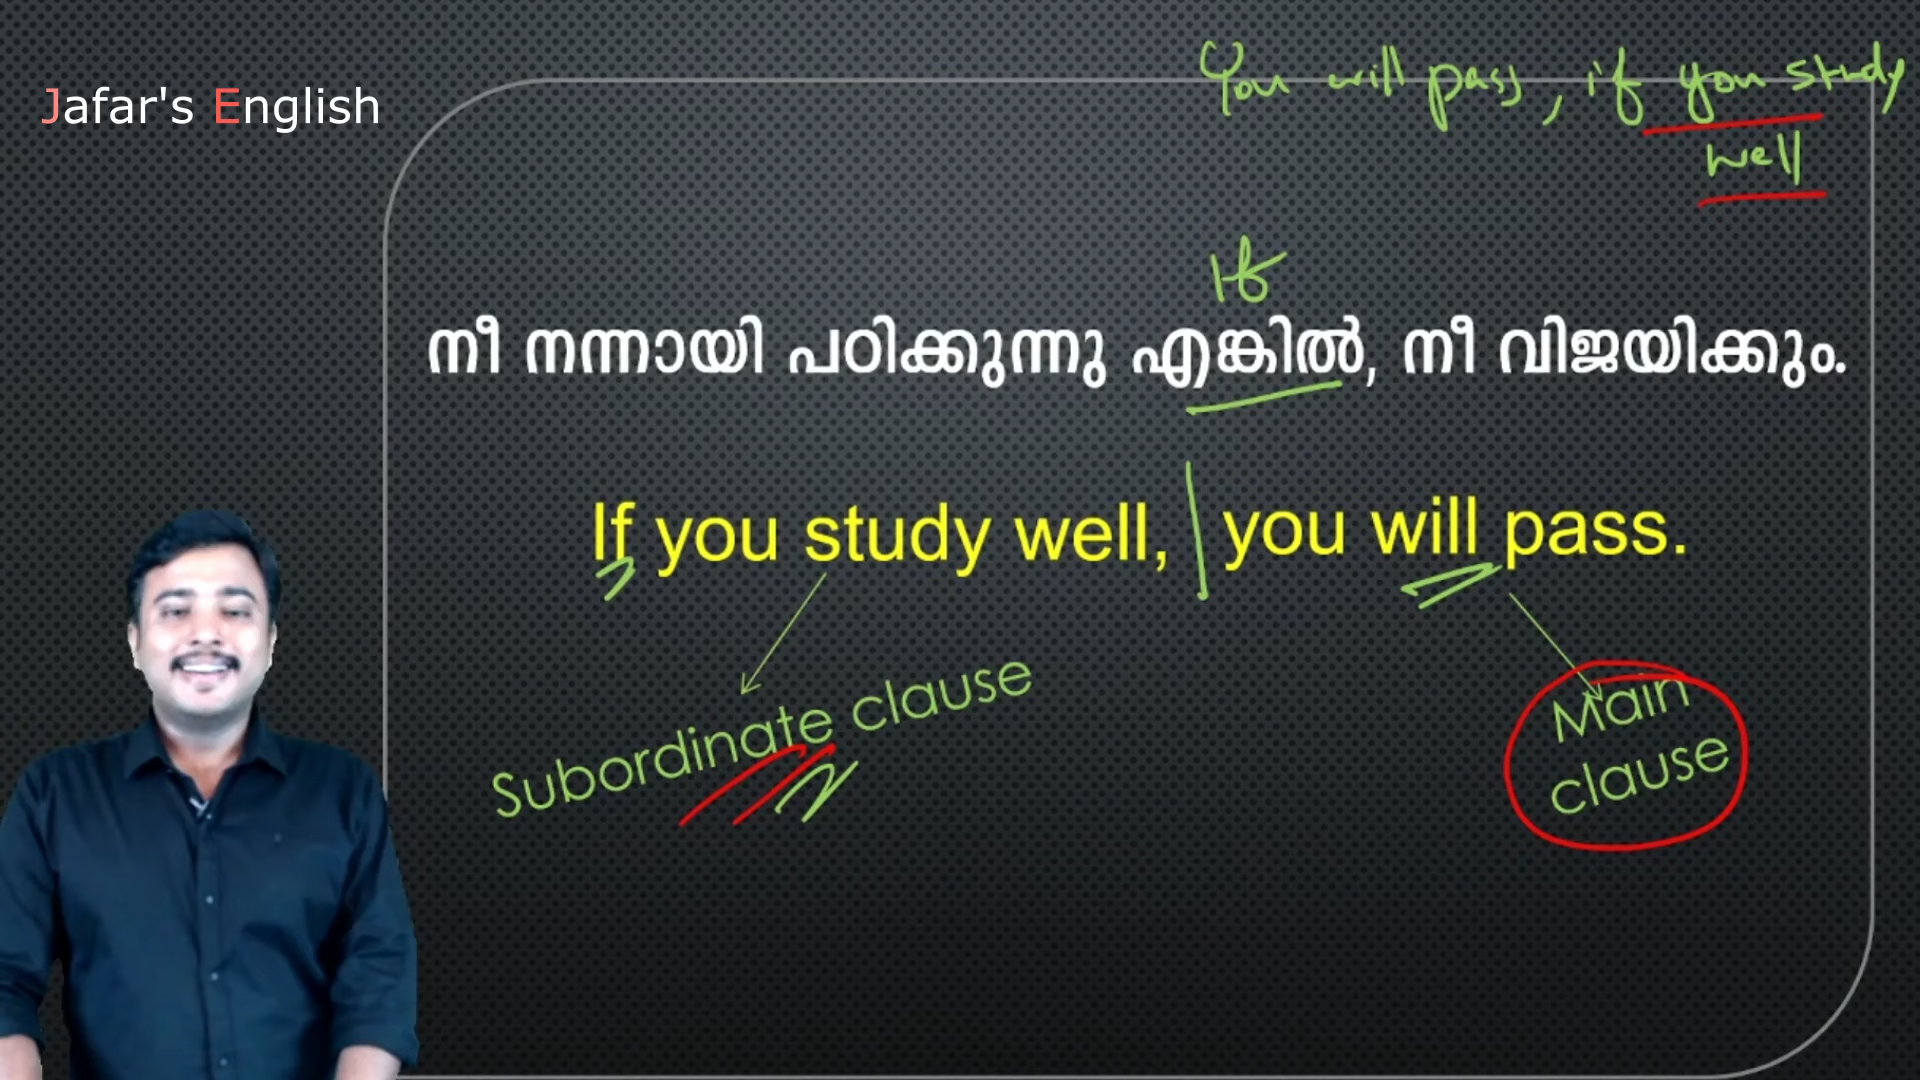 Jafar's English
You will pass, if you study
well
If
നീ നന്നായി പഠിക്കുന്നു എങ്കിൽ, നീ വിജയിക്കും.
If you study well, you will pass.
Subordinate clause
Main
clause